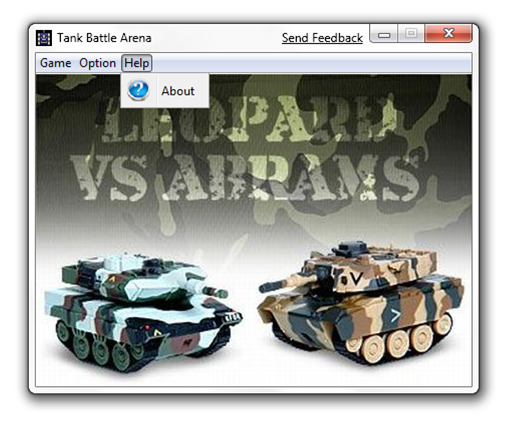 Tank Battle Arena Send Feedback
Game Option Help
About
LEOPARD
VS ABRAMS